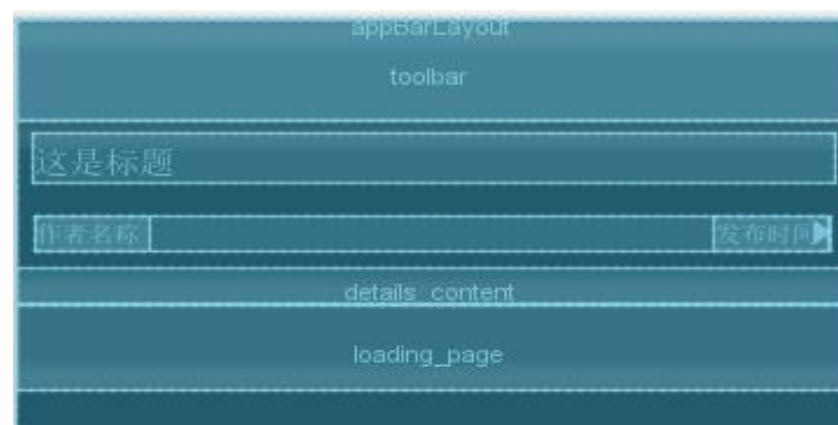 appBarLayout
toolbar
这是标题
作者名称 发布时间
details_content
loading_page